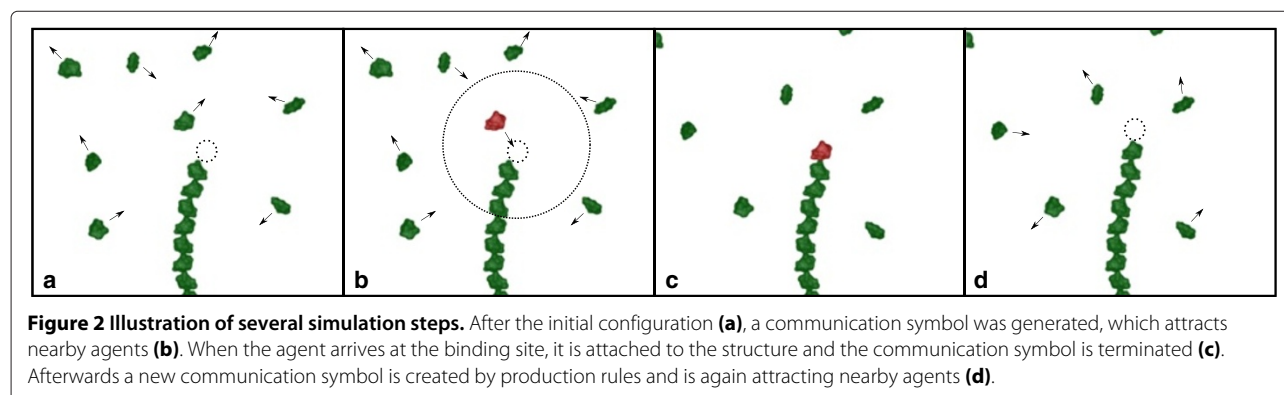 a
b
c
d
Figure 2 Illustration of several simulation steps. After the initial configuration (a), a communication symbol was generated, which attracts
nearby agents (b). When the agent arrives at the binding site, it is attached to the structure and the communication symbol is terminated (c).
Afterwards a new communication symbol is created by production rules and is again attracting nearby agents (d).